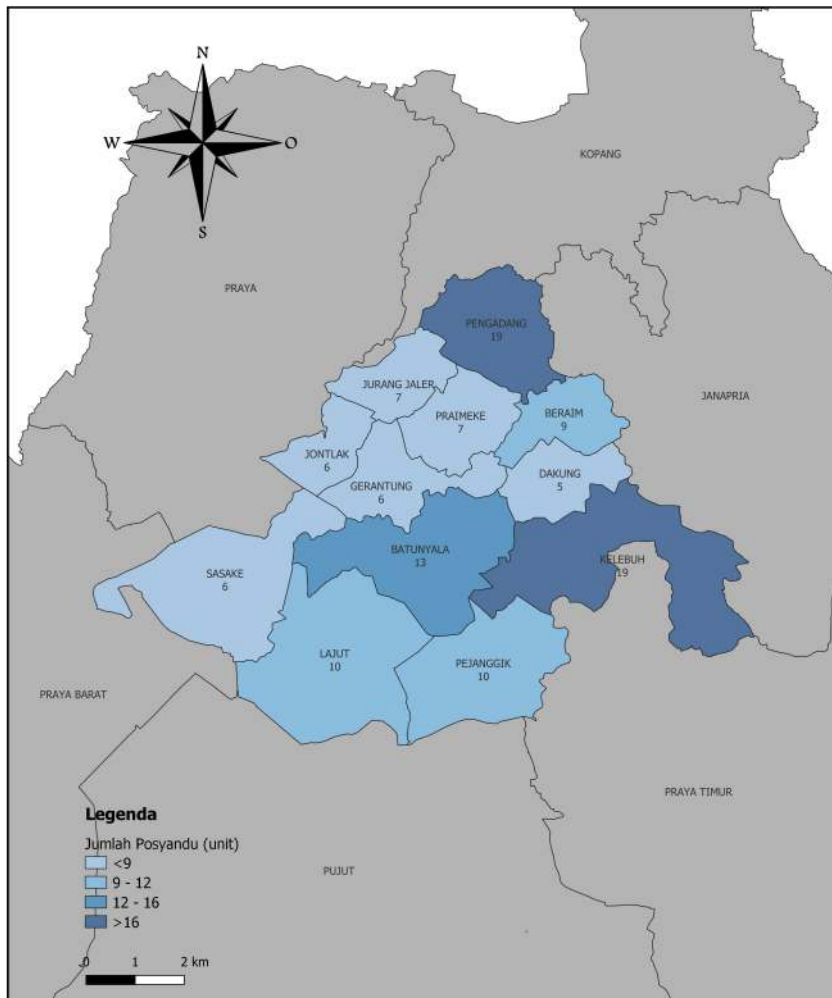 N
W
O
S
KOPANG
PRAYA
PENGADANG
19
JURANG JALER
7
PRAIMEKE
7
BERAIM
9
JANAPRIA
JONTLAK
6
GERANTUNG
6
DAKUNG
5
BATUNYALA
13
KELEBUH
19
SASAKE
6
LAJUT
10
PEJANGGIK
10
PRAYA BARAT
PRAYA TIMUR
PUJUT
Legenda
Jumlah Posyandu (unit)
<9
9 - 12
12 - 16
>16
0 1 2 km